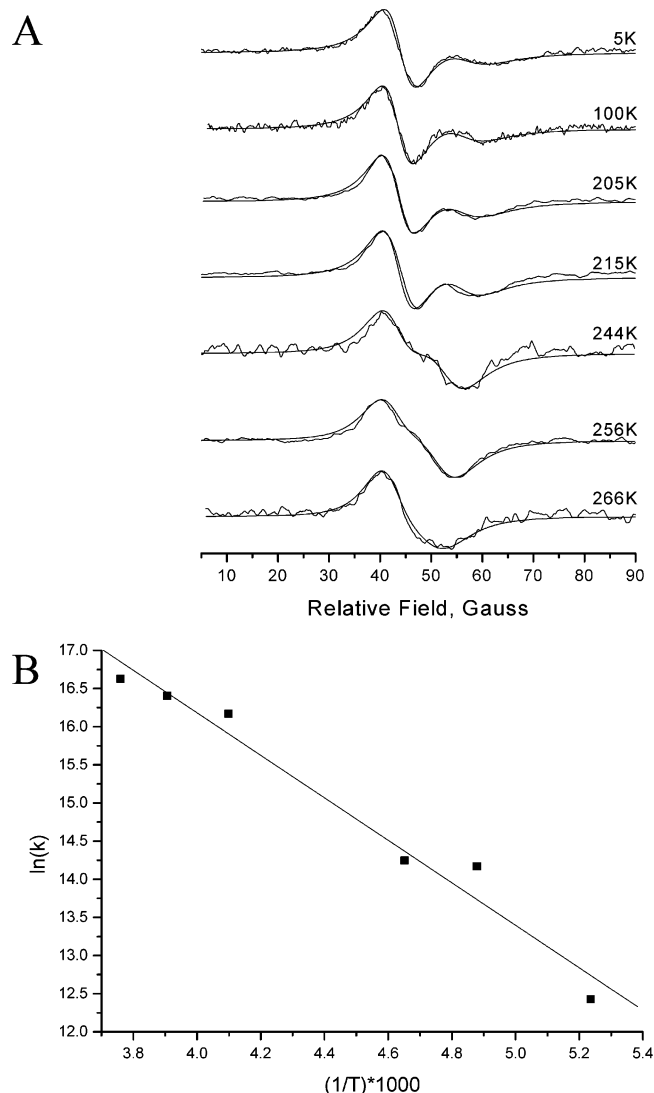 A
5K
100K
205K
215K
244K
256K
266K
10 20 30 40 50 60 70 80 90
Relative Field, Gauss
B
17.0
16.5
16.0
15.5
15.0
14.5
14.0
13.5
13.0
12.5
12.0
ln(k)
3.8 4.0 4.2 4.4 4.6 4.8 5.0 5.2 5.4
(1/T)*1000